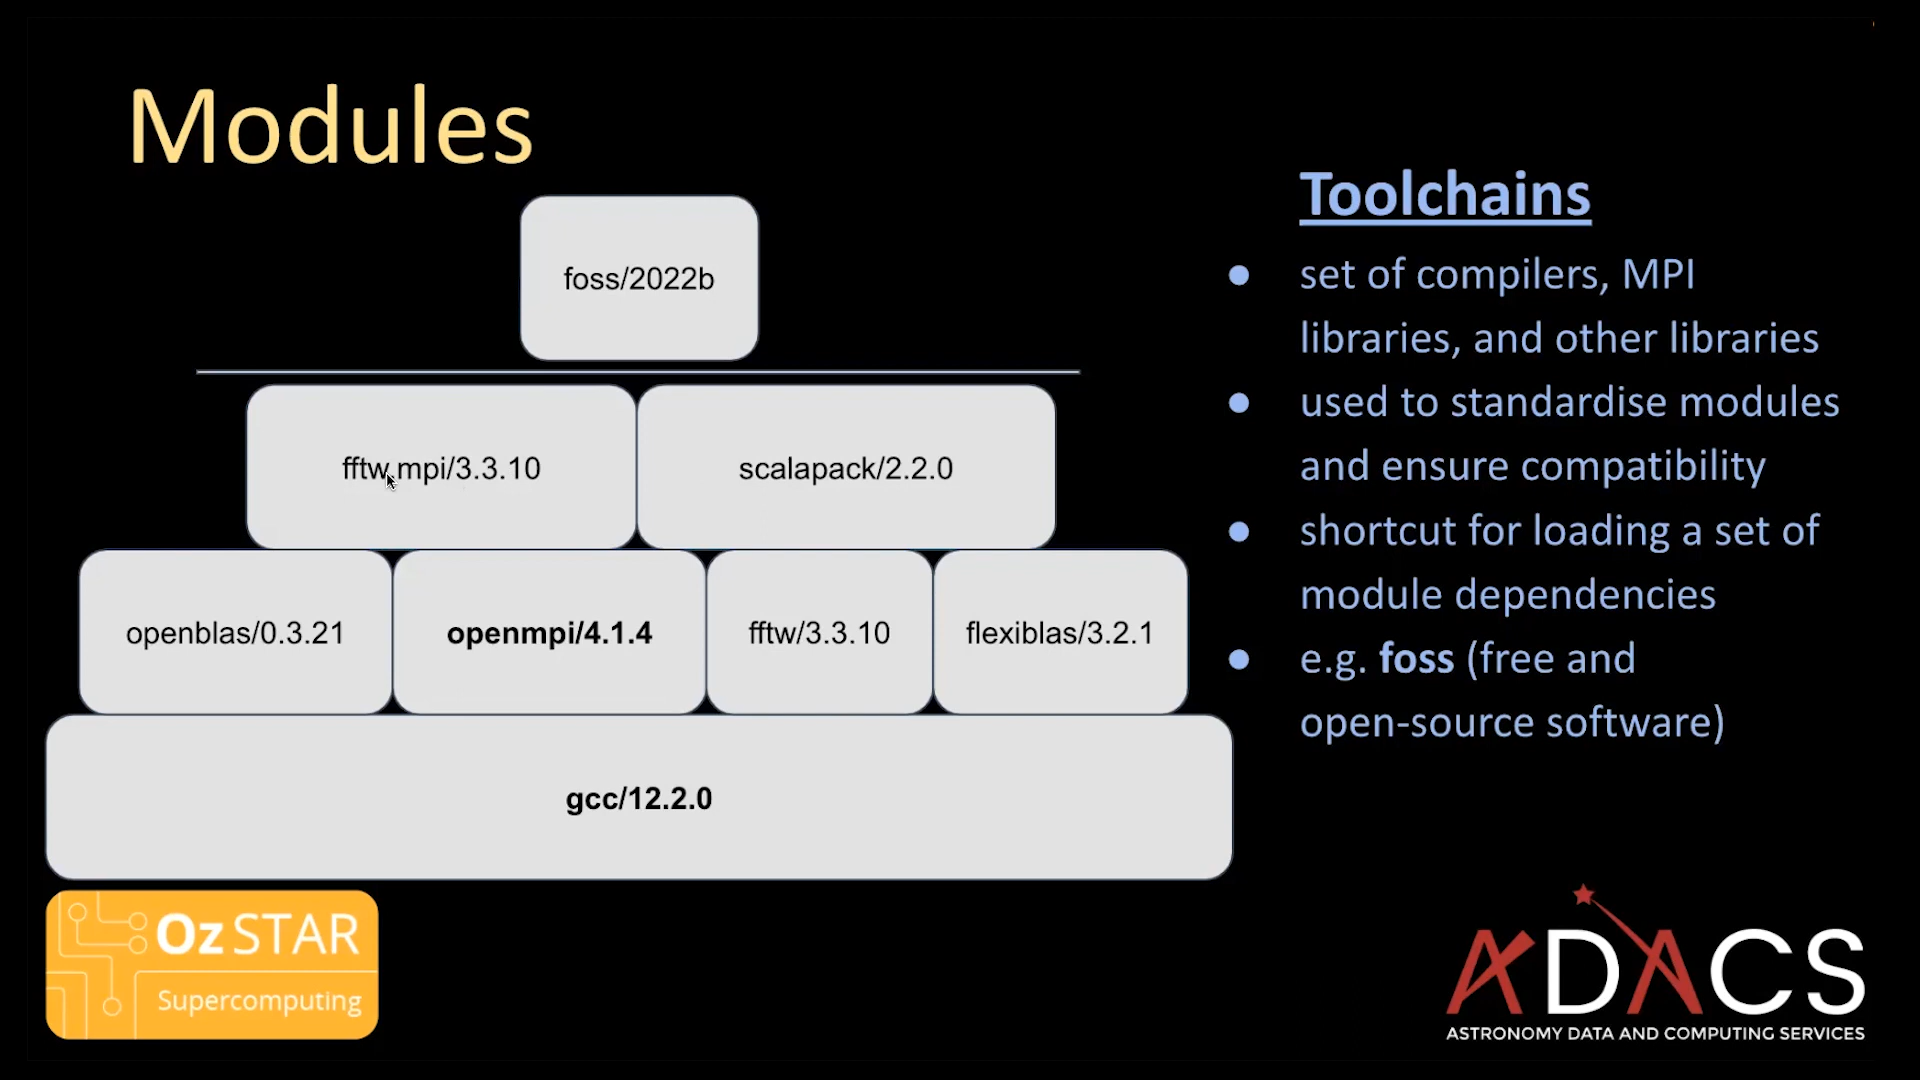 Modules
foss/2022b
fftw.mpi/3.3.10
scalapack/2.2.0
openblas/0.3.21
openmpi/4.1.4
fftw/3.3.10
flexiblas/3.2.1
gcc/12.2.0
Toolchains
● set of compilers, MPI
libraries, and other libraries
● used to standardise modules
and ensure compatibility
● shortcut for loading a set of
module dependencies
● e.g. foss (free and
open-source software)
OzSTAR
Supercomputing
ADACS
ASTRONOMY DATA AND COMPUTING SERVICES